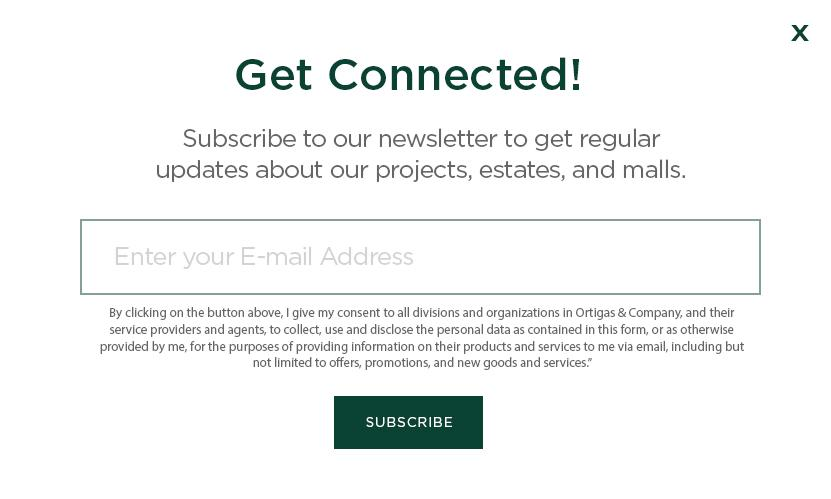 X
Get Connected!
Subscribe to our newsletter to get regular
updates about our projects, estates, and malls.
Enter your E-mail Address
By clicking on the button above, I give my consent to all divisions and organizations in Ortigas & Company, and their
service providers and agents, to collect, use and disclose the personal data as contained in this form, or as otherwise
provided by me, for the purposes of providing information on their products and services to me via email, including but
not limited to offers, promotions, and new goods and services.”
SUBSCRIBE